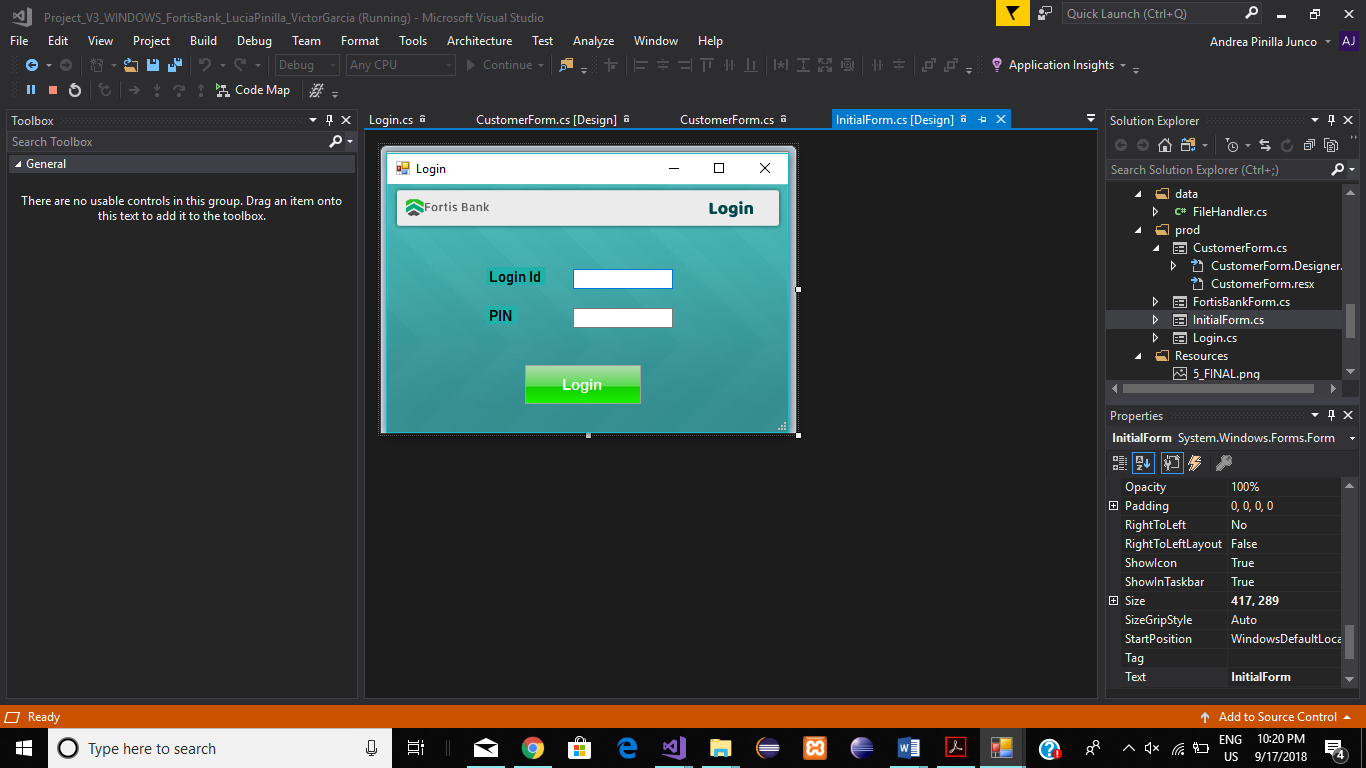 Project_V3_WINDOWS_FortisBank_LuciaPinilla_VictorGarcia (Running) - Microsoft Visual Studio
Quick Launch (Ctrl+Q)
File Edit View Project Build Debug Team Format Tools Architecture Test Analyze Window Help
Andrea Pinilla Junco AJ
Debug Any CPU Continue Application Insights
Code Map
Toolbox
Search Toolbox
General
There are no usable controls in this group. Drag an item onto
this text to add it to the toolbox.
Login.cs CustomerForm.cs [Design] CustomerForm.cs InitialForm.cs [Design]
Login
Fortis Bank Login
Login Id
PIN
Login
Solution Explorer
Search Solution Explorer (Ctrl+;)
data
C# FileHandler.cs
prod
CustomerForm.cs
CustomerForm.Designer.
CustomerForm.resx
FortisBankForm.cs
InitialForm.cs
Login.cs
Resources
5_FINAL.png
Properties
InitialForm System.Windows.Forms.Form
Opacity 100%
Padding 0, 0, 0, 0
RightToLeft No
RightToLeftLayout False
ShowIcon True
ShowInTaskbar True
Size 417, 289
SizeGripStyle Auto
StartPosition WindowsDefaultLoca
Tag
Text InitialForm
Ready
Add to Source Control
Type here to search
ENG
US
10:20 PM
9/17/2018
4